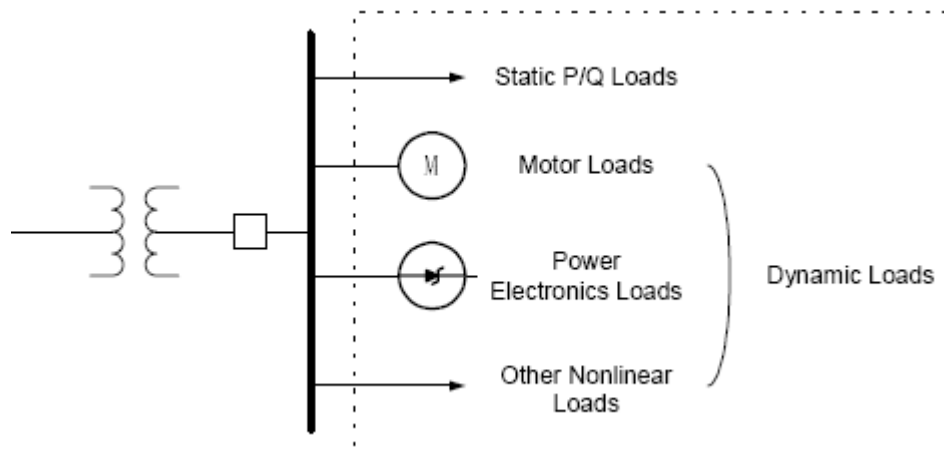 Static P/Q Loads
M
Motor Loads
Power
Electronics Loads
Dynamic Loads
Other Nonlinear
Loads